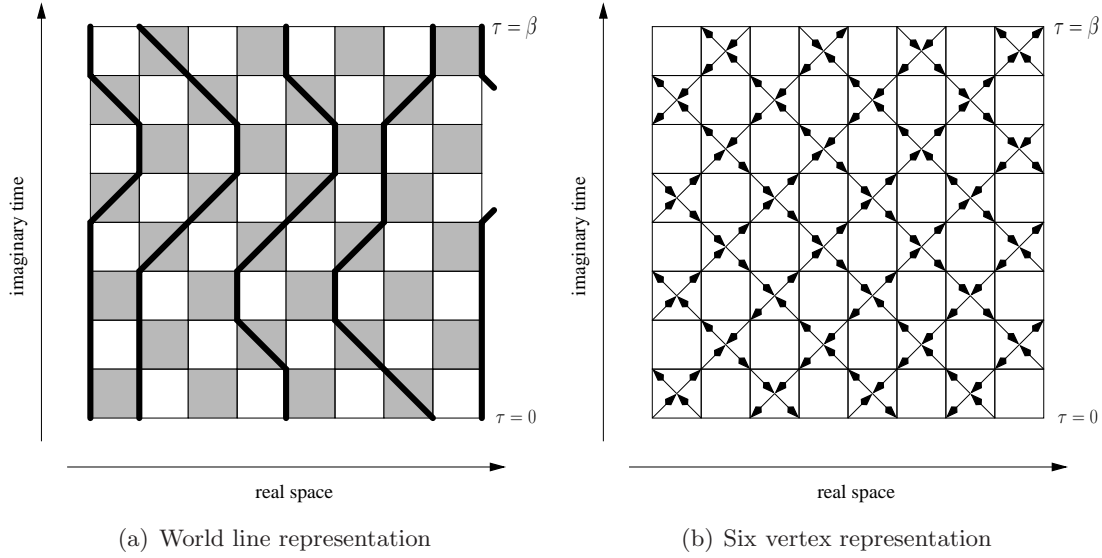 τ = β
imaginary time
τ = 0
real space
(a) World line representation
τ = β
imaginary time
τ = 0
real space
(b) Six vertex representation